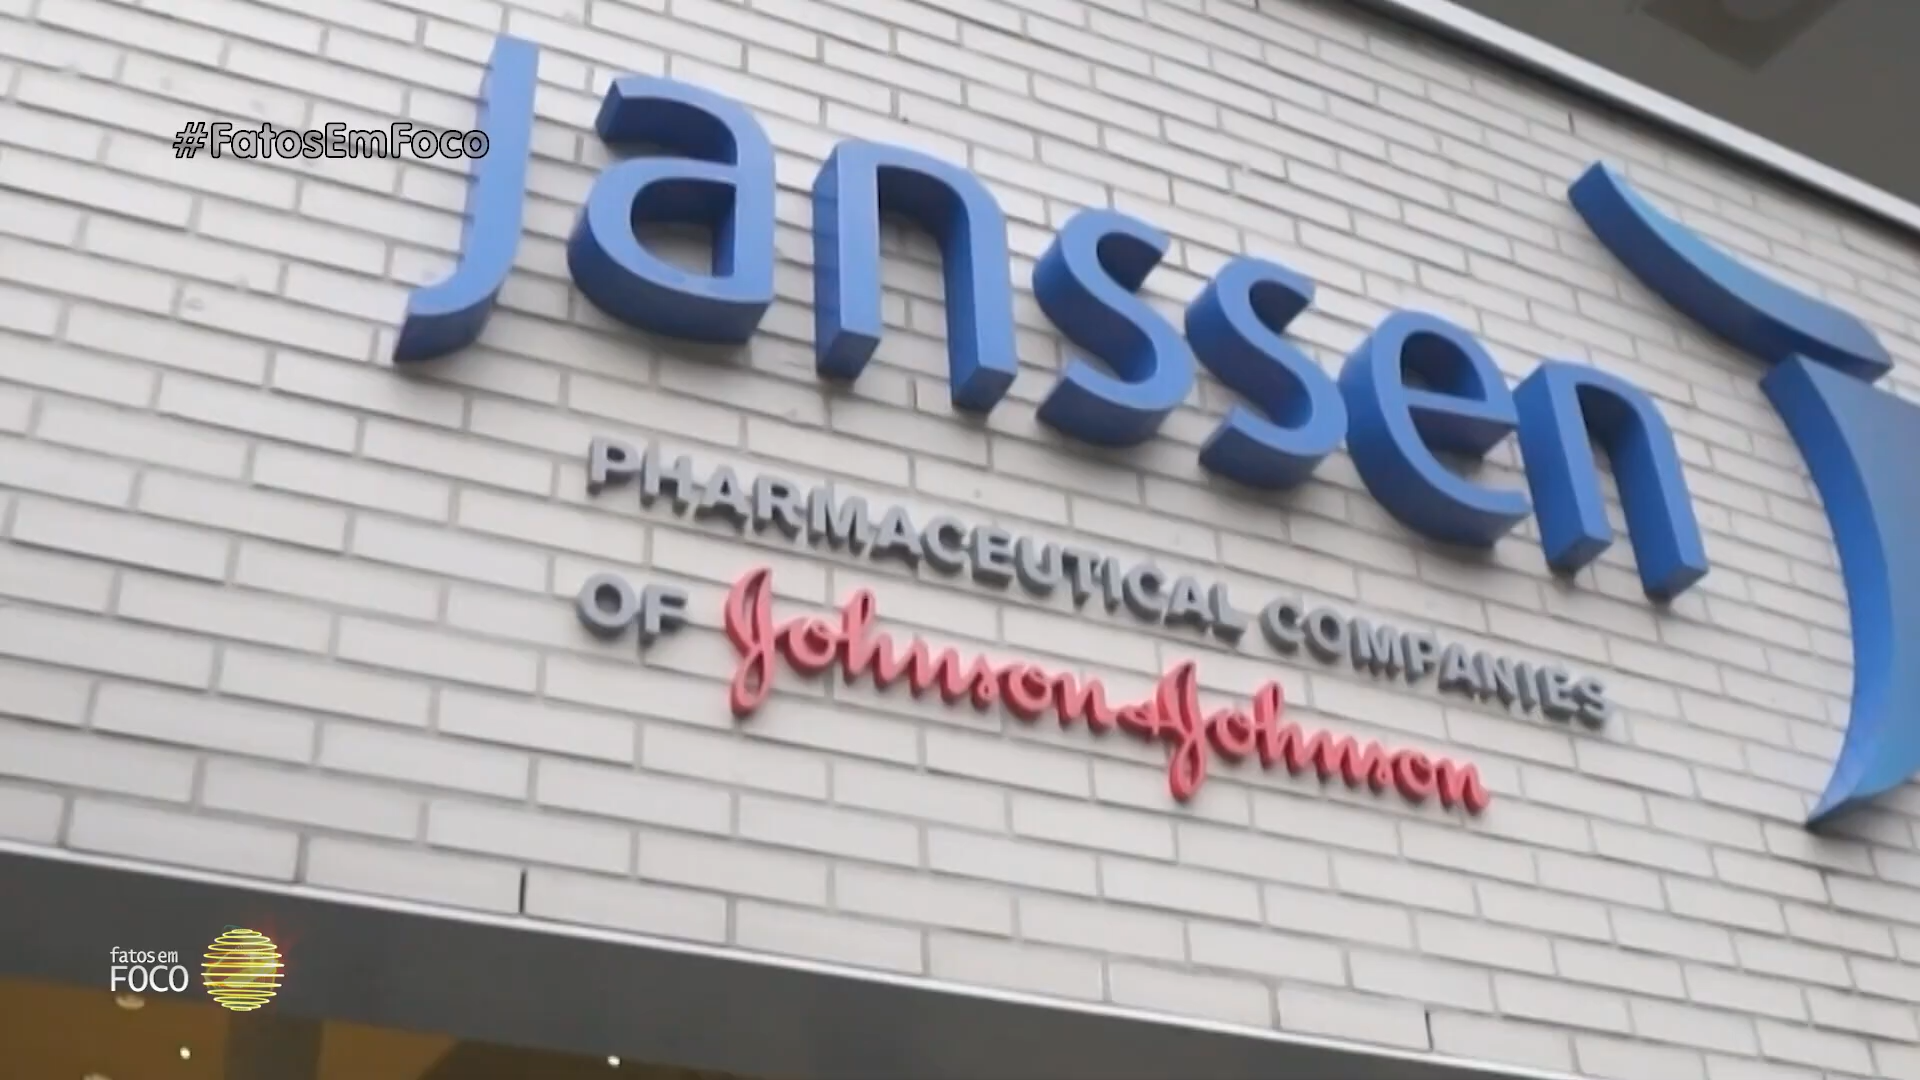 #FatosEmFoco
Janssen
PHARMACEUTICAL COMPANIES
OF Johnson & Johnson
fatos em
FOCO